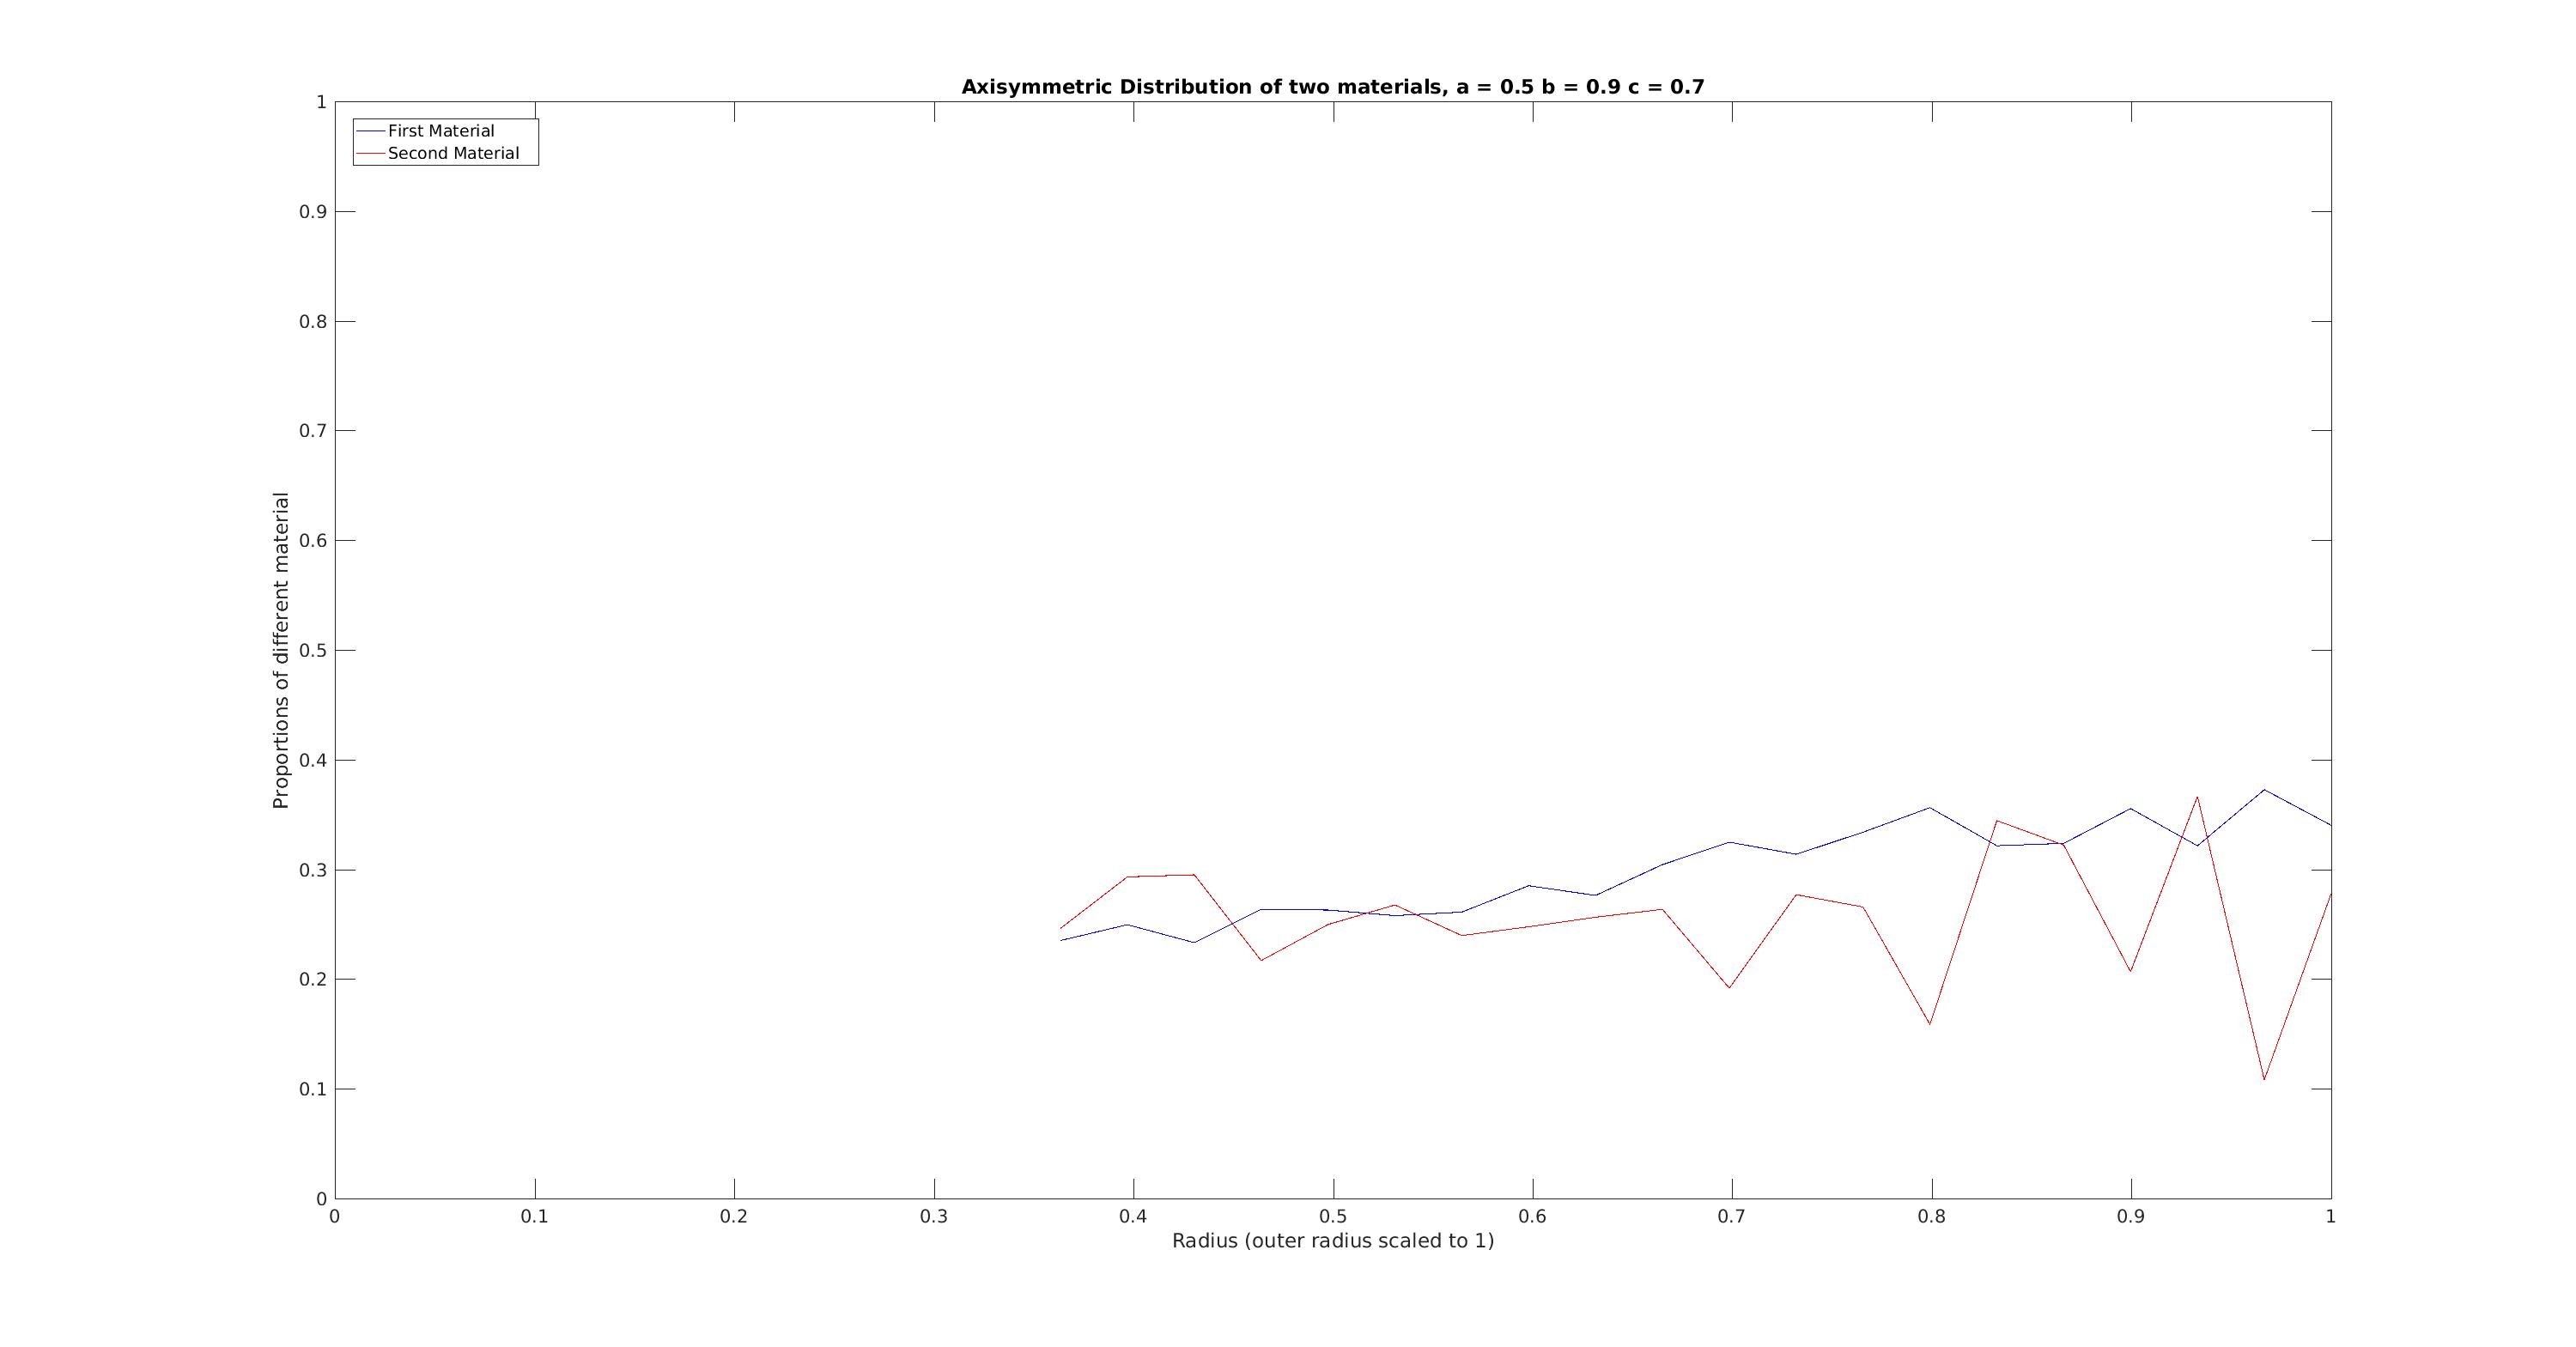 Axisymmetric Distribution of two materials, a = 0.5 b = 0.9 c = 0.7
First Material
Second Material
Proportions of different material
1
0.9
0.8
0.7
0.6
0.5
0.4
0.3
0.2
0.1
0
0 0.1 0.2 0.3 0.4 0.5 0.6 0.7 0.8 0.9 1
Radius (outer radius scaled to 1)